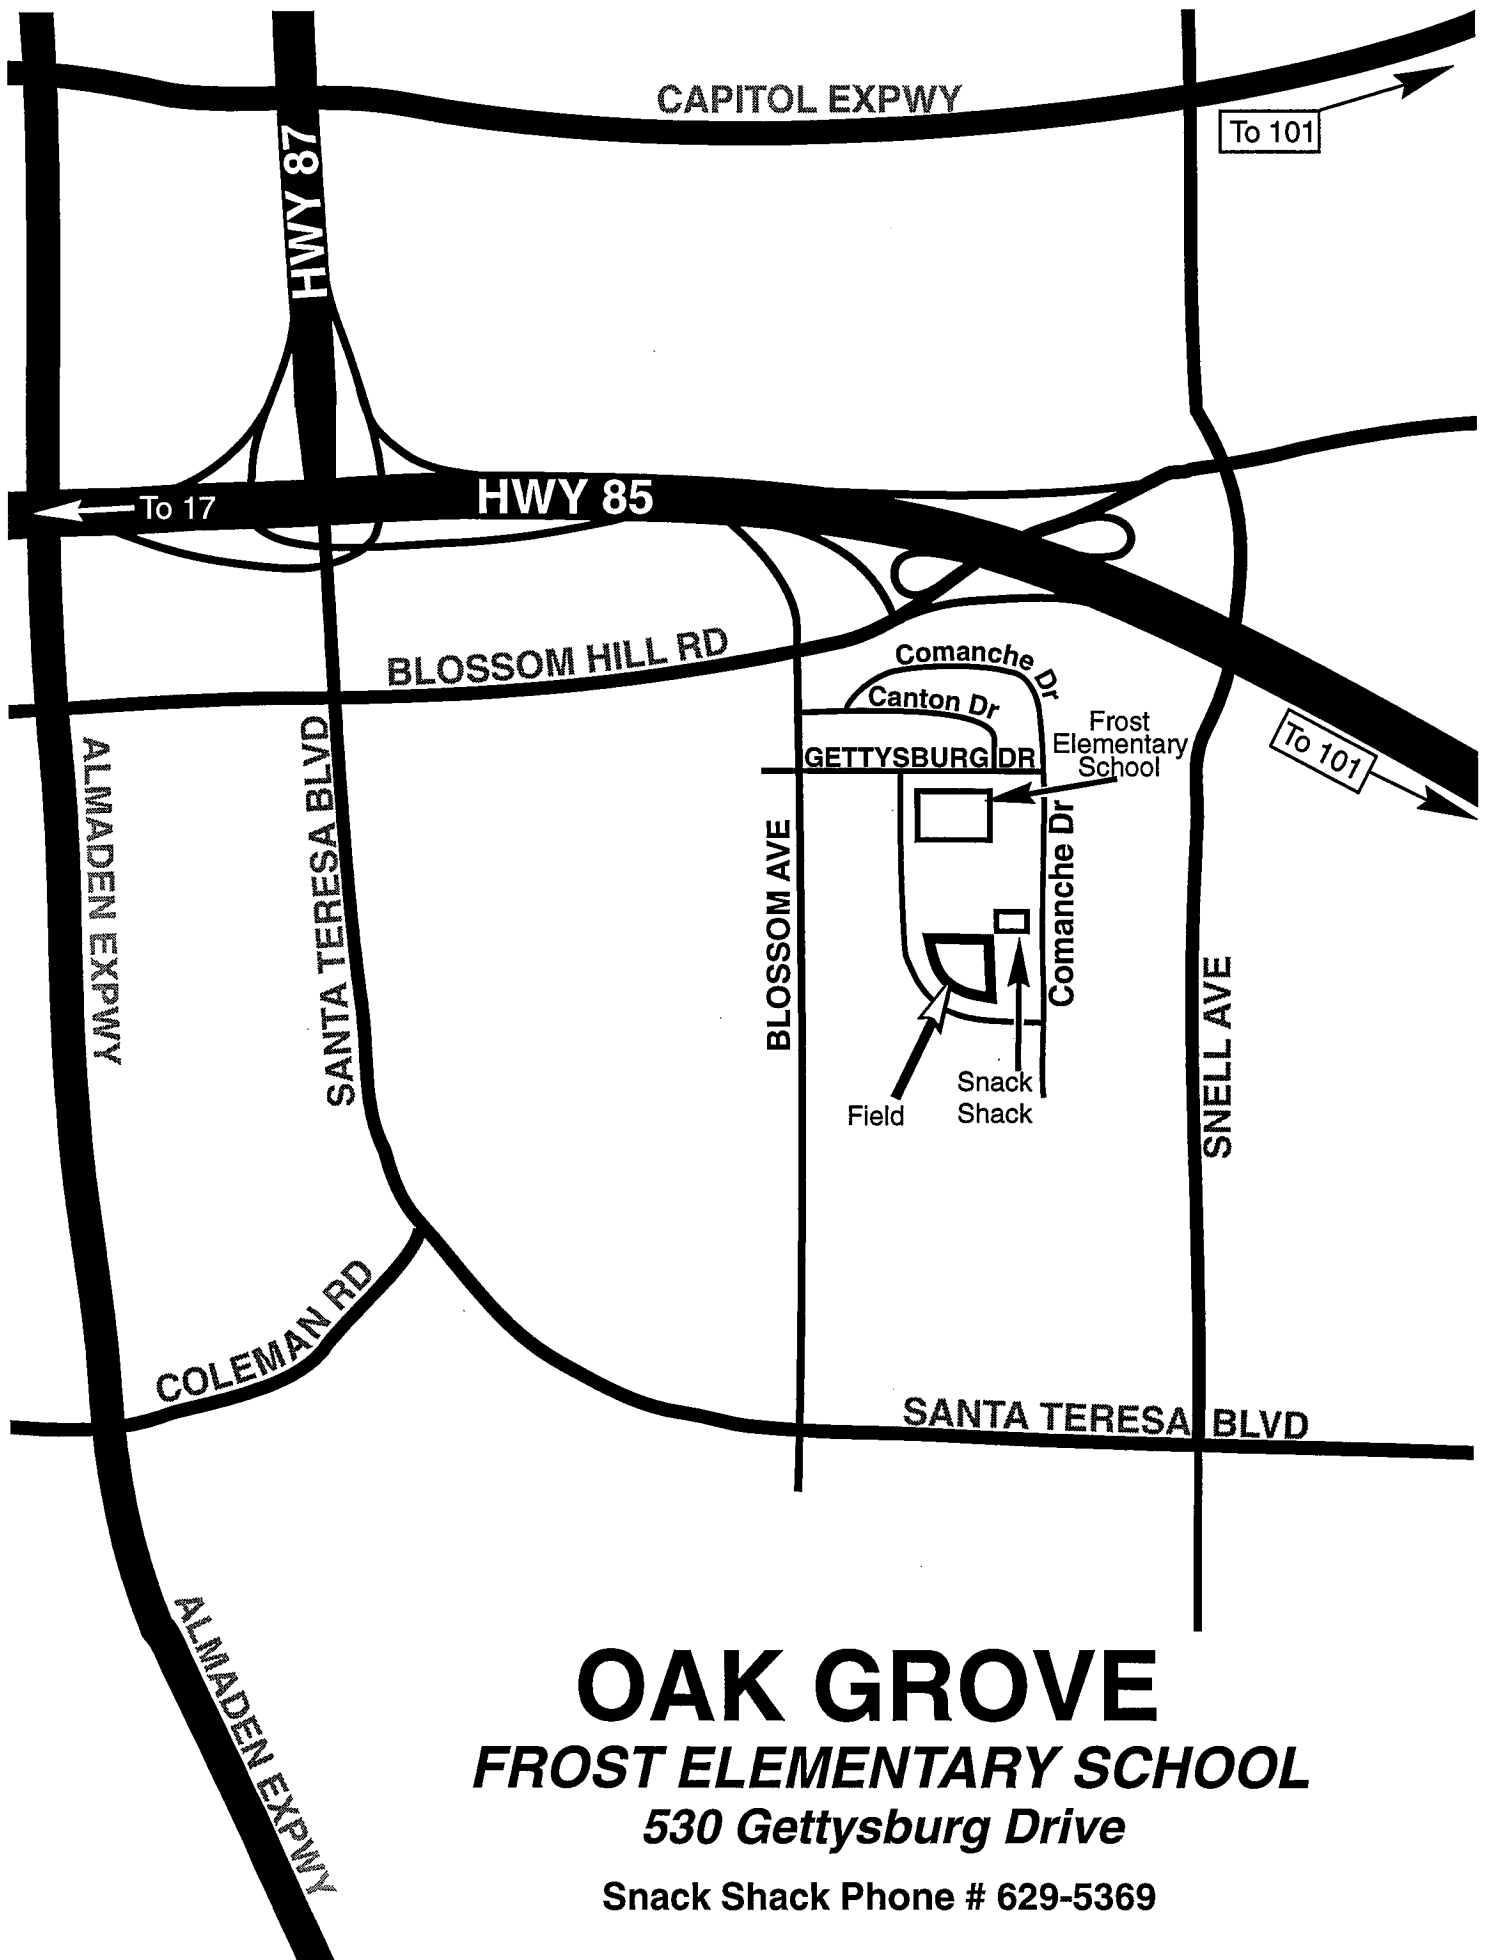 CAPITOL EXPWY
To 101
HWY 87
HWY 85
To 17
BLOSSOM HILL RD
Comanche Dr
Canton Dr
GETTYSBURG DR
Frost
Elementary
School
To 101
ALMADEN EXPWY
SANTA TERESA BLVD
BLOSSOM AVE
Comanche Dr
SNELL AVE
Field
Snack
Shack
COLEMAN RD
SANTA TERESA BLVD
ALMADEN EXPWY
OAK GROVE
FROST ELEMENTARY SCHOOL
530 Gettysburg Drive
Snack Shack Phone # 629-5369